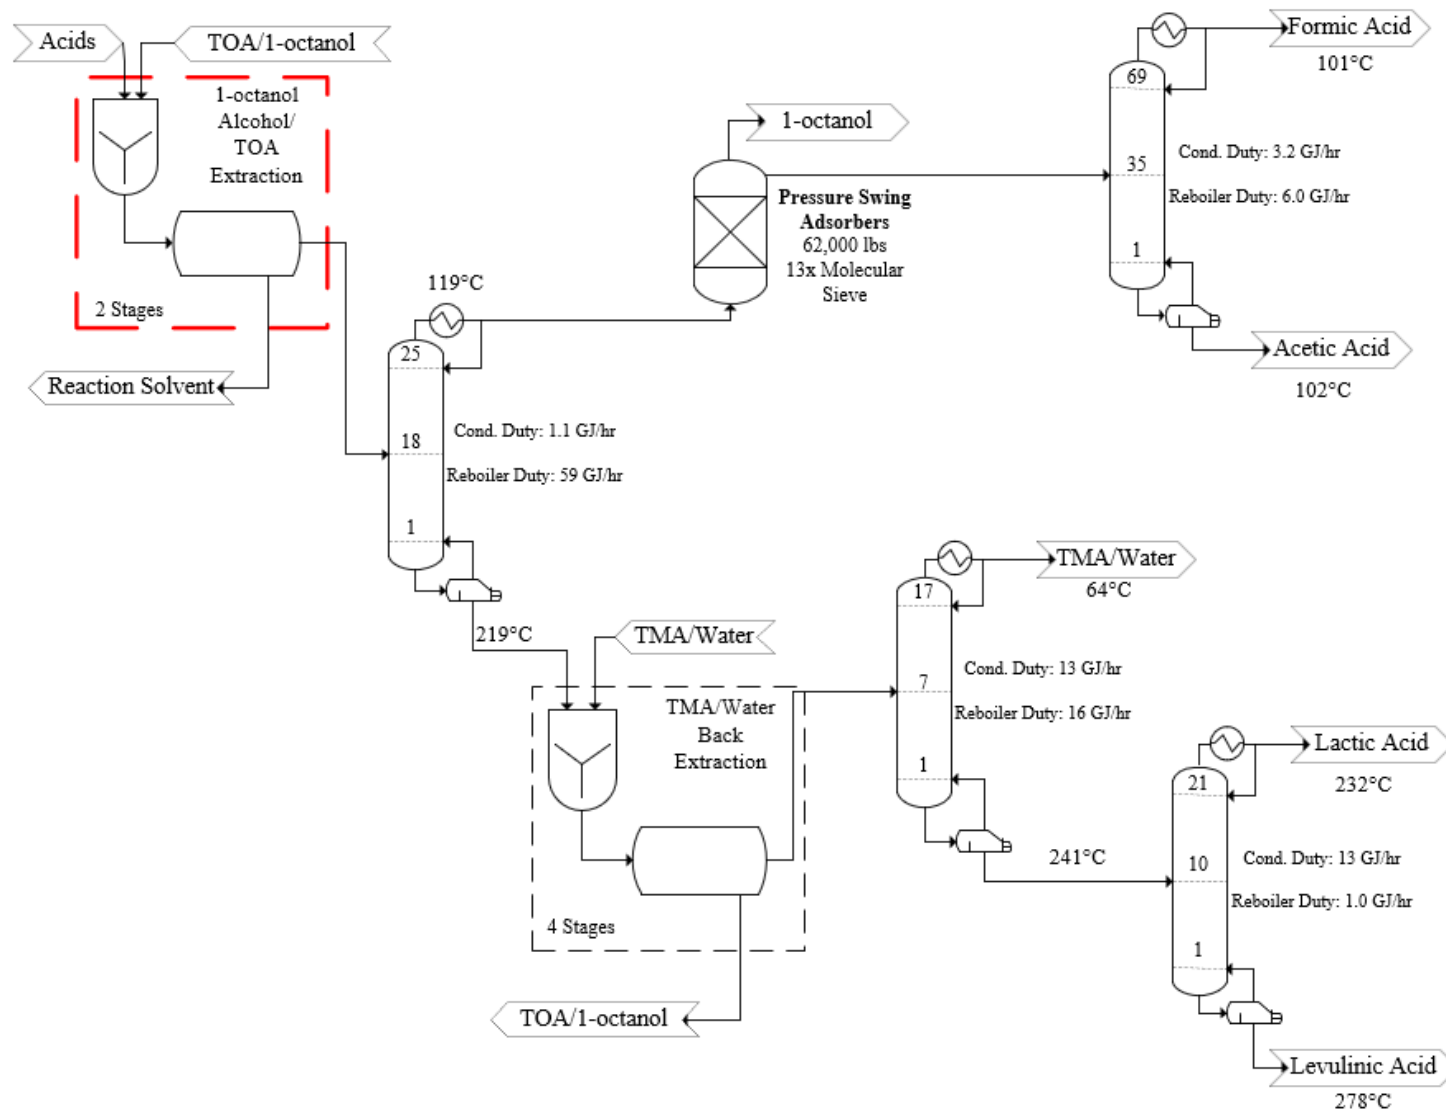 Acids
TOA/1-octanol
1-octanol
Alcohol/
TOA
Extraction
2 Stages
Reaction Solvent
119°C
25
18
1
Cond. Duty: 1.1 GJ/hr
Reboiler Duty: 59 GJ/hr
219°C
1-octanol
Pressure Swing
Adsorbers
62,000 lbs
13x Molecular
Sieve
Formic Acid
101°C
69
35
1
Cond. Duty: 3.2 GJ/hr
Reboiler Duty: 6.0 GJ/hr
Acetic Acid
102°C
TMA/Water
TMA/Water
Back
Extraction
4 Stages
TOA/1-octanol
TMA/Water
64°C
17
7
1
Cond. Duty: 13 GJ/hr
Reboiler Duty: 16 GJ/hr
241°C
Lactic Acid
232°C
21
10
1
Cond. Duty: 13 GJ/hr
Reboiler Duty: 1.0 GJ/hr
Levulinic Acid
278°C